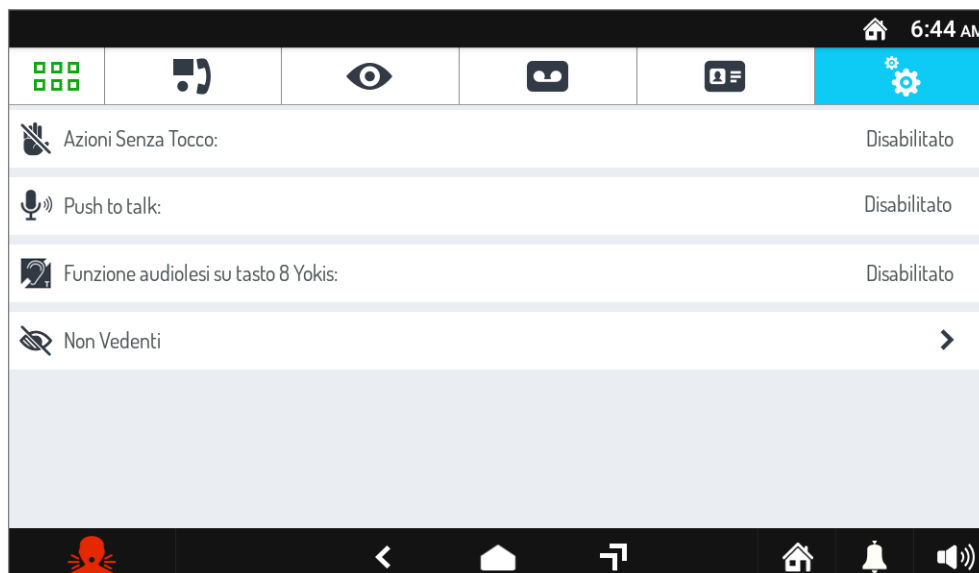 6:44 AM
Azioni Senza Tocco: Disabilitato
Push to talk: Disabilitato
Funzione audiolesi su tasto 8 Yokis: Disabilitato
Non Vedenti